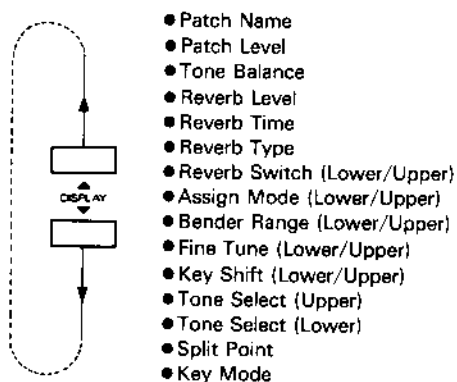 ● Patch Name
● Patch Level
● Tone Balance
● Reverb Level
● Reverb Time
● Reverb Type
● Reverb Switch (Lower/Upper)
● Assign Mode (Lower/Upper)
● Bender Range (Lower/Upper)
● Fine Tune (Lower/Upper)
● Key Shift (Lower/Upper)
● Tone Select (Upper)
● Tone Select (Lower)
● Split Point
● Key Mode
DISPLAY